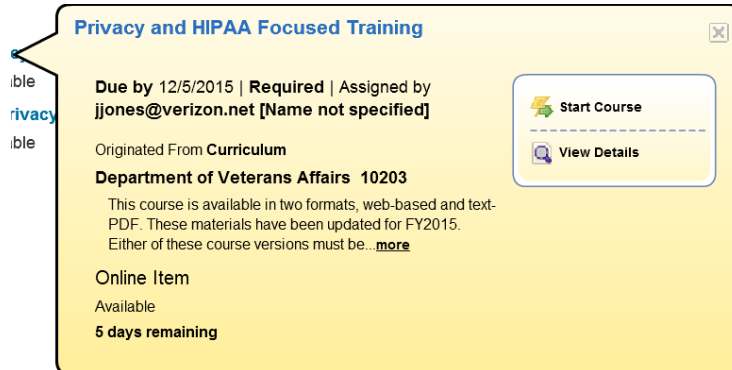 Privacy and HIPAA Focused Training
Due by 12/5/2015 | Required | Assigned by
jjones@verizon.net [Name not specified]
Originated From Curriculum
Department of Veterans Affairs 10203
This course is available in two formats, web-based and text-
PDF. These materials have been updated for FY2015.
Either of these course versions must be...more
Online Item
Available
5 days remaining
Start Course
View Details